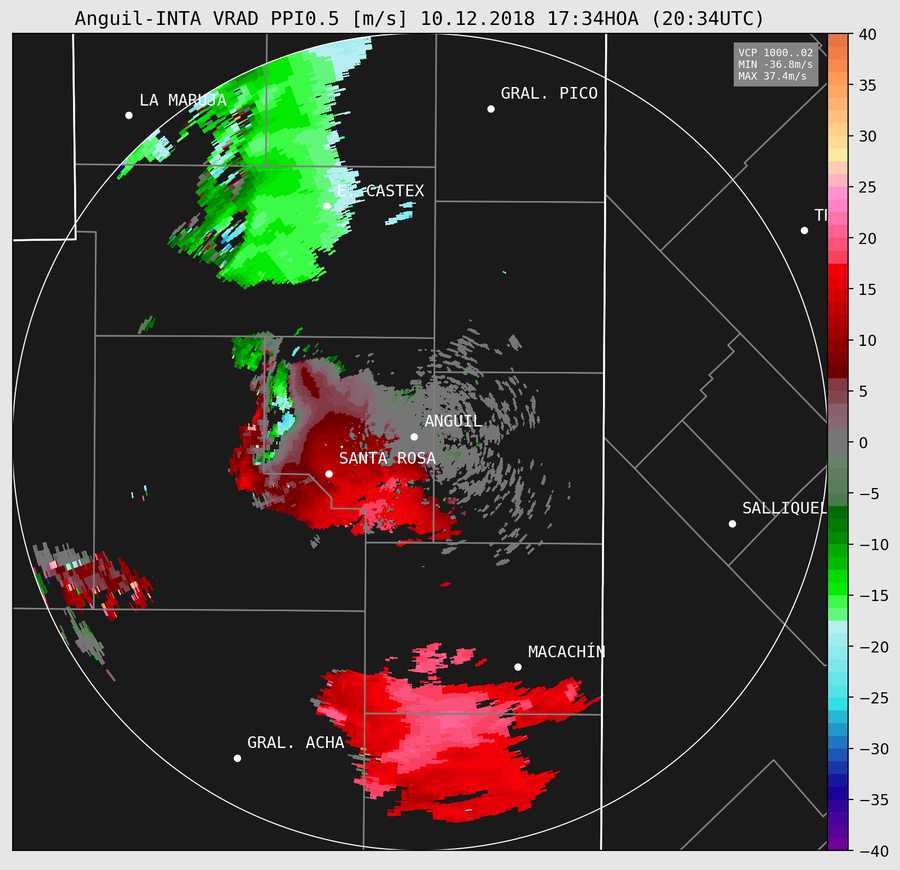 Anguil-INTA VRAD PPI0.5 [m/s] 10.12.2018 17:34HOA (20:34UTC)
VCP 1000..02
MIN -36.8m/s
MAX 37.4m/s
LA MARUJA
GRAL. PICO
E. CASTEX
ANGUIL
SANTA ROSA
SALLIQUEL
MACACHÍN
GRAL. ACHA
40
35
30
25
20
15
10
5
0
−5
−10
−15
−20
−25
−30
−35
−40